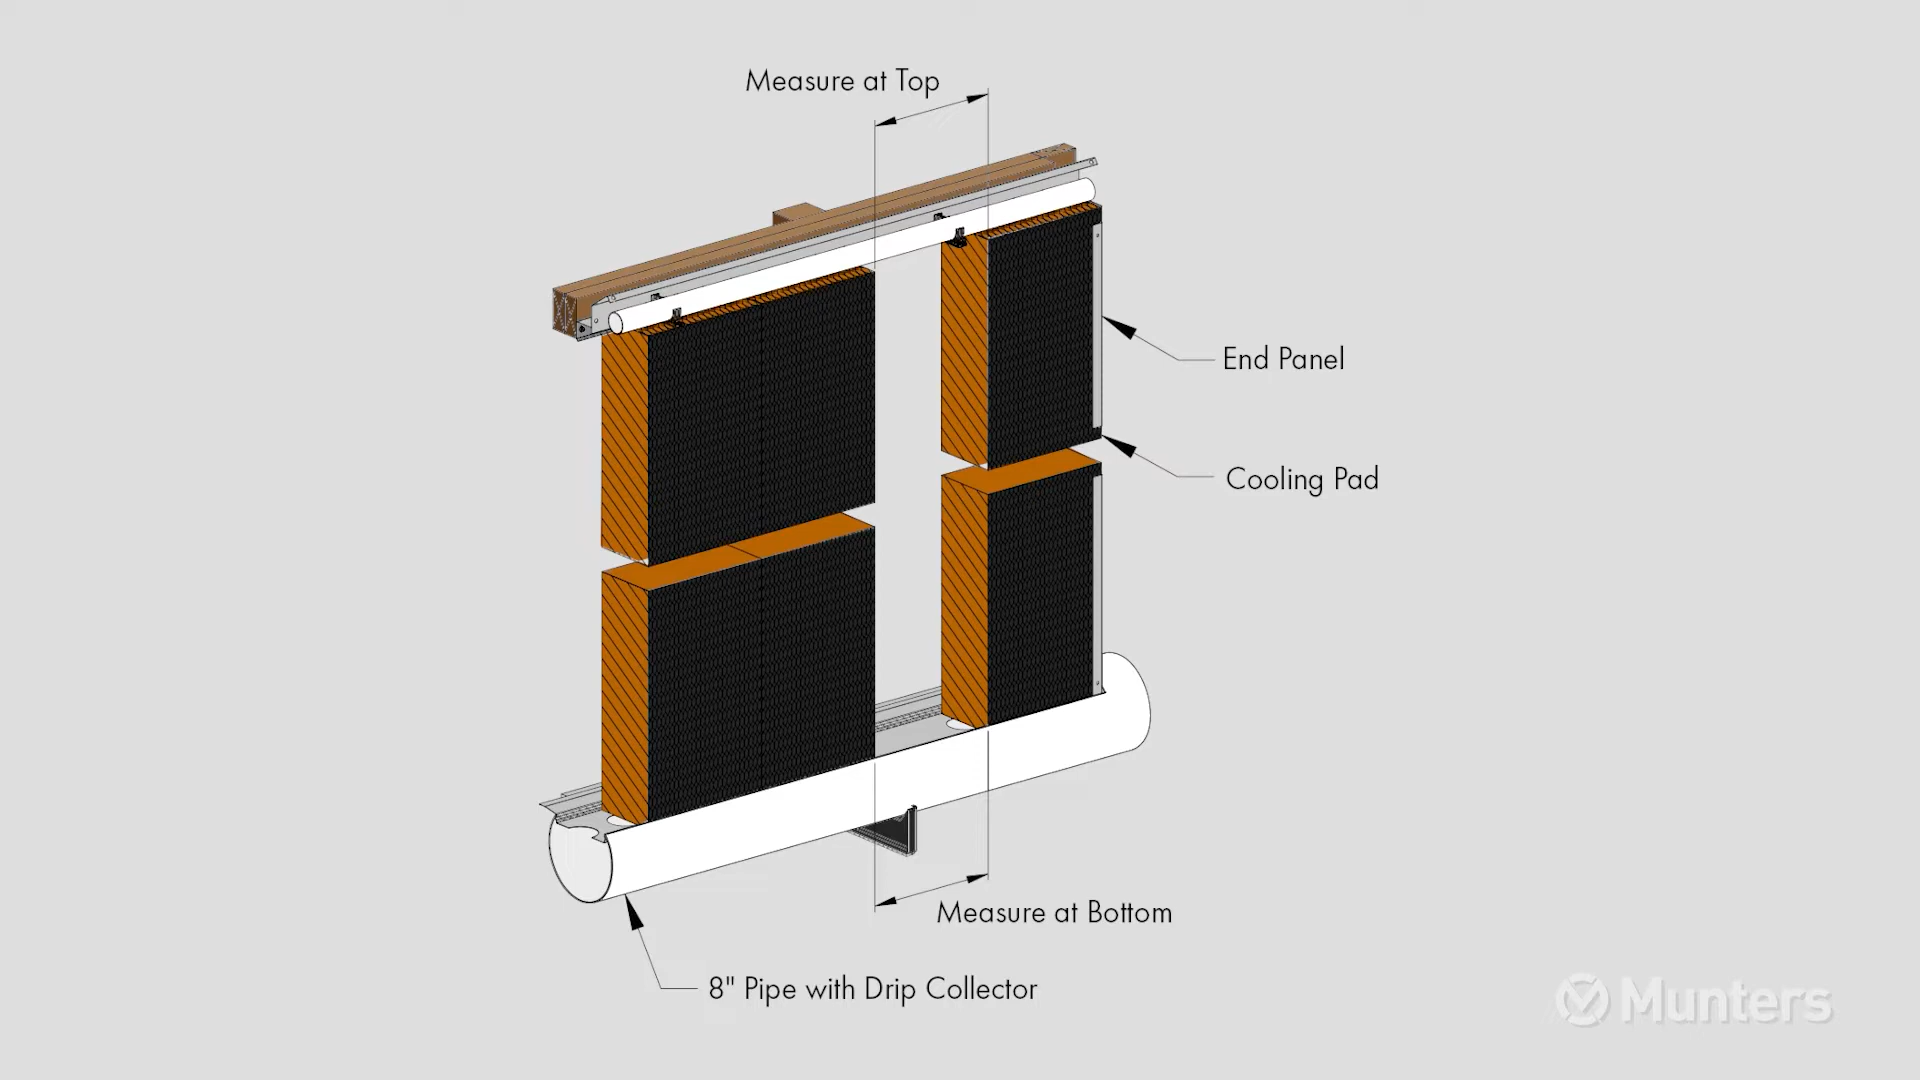 Measure at Top
End Panel
Cooling Pad
Measure at Bottom
8" Pipe with Drip Collector
Munters